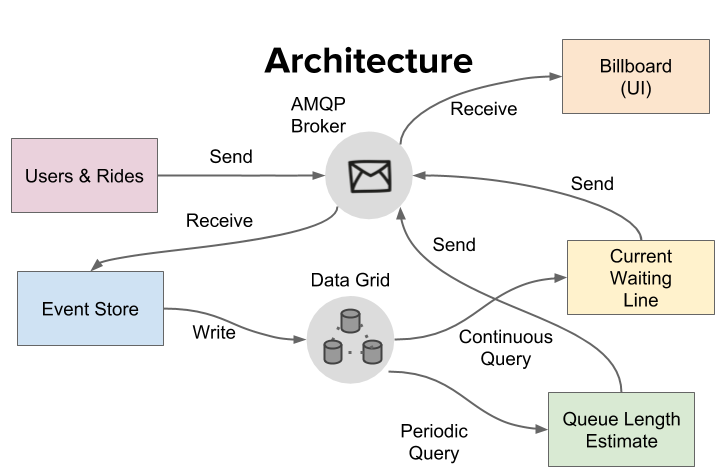 Architecture
AMQP
Broker
Billboard
(UI)
Receive
Users & Rides
Send
Send
Receive
Send
Current
Waiting
Line
Data Grid
Event Store
Write
Continuous
Query
Periodic
Query
Queue Length
Estimate